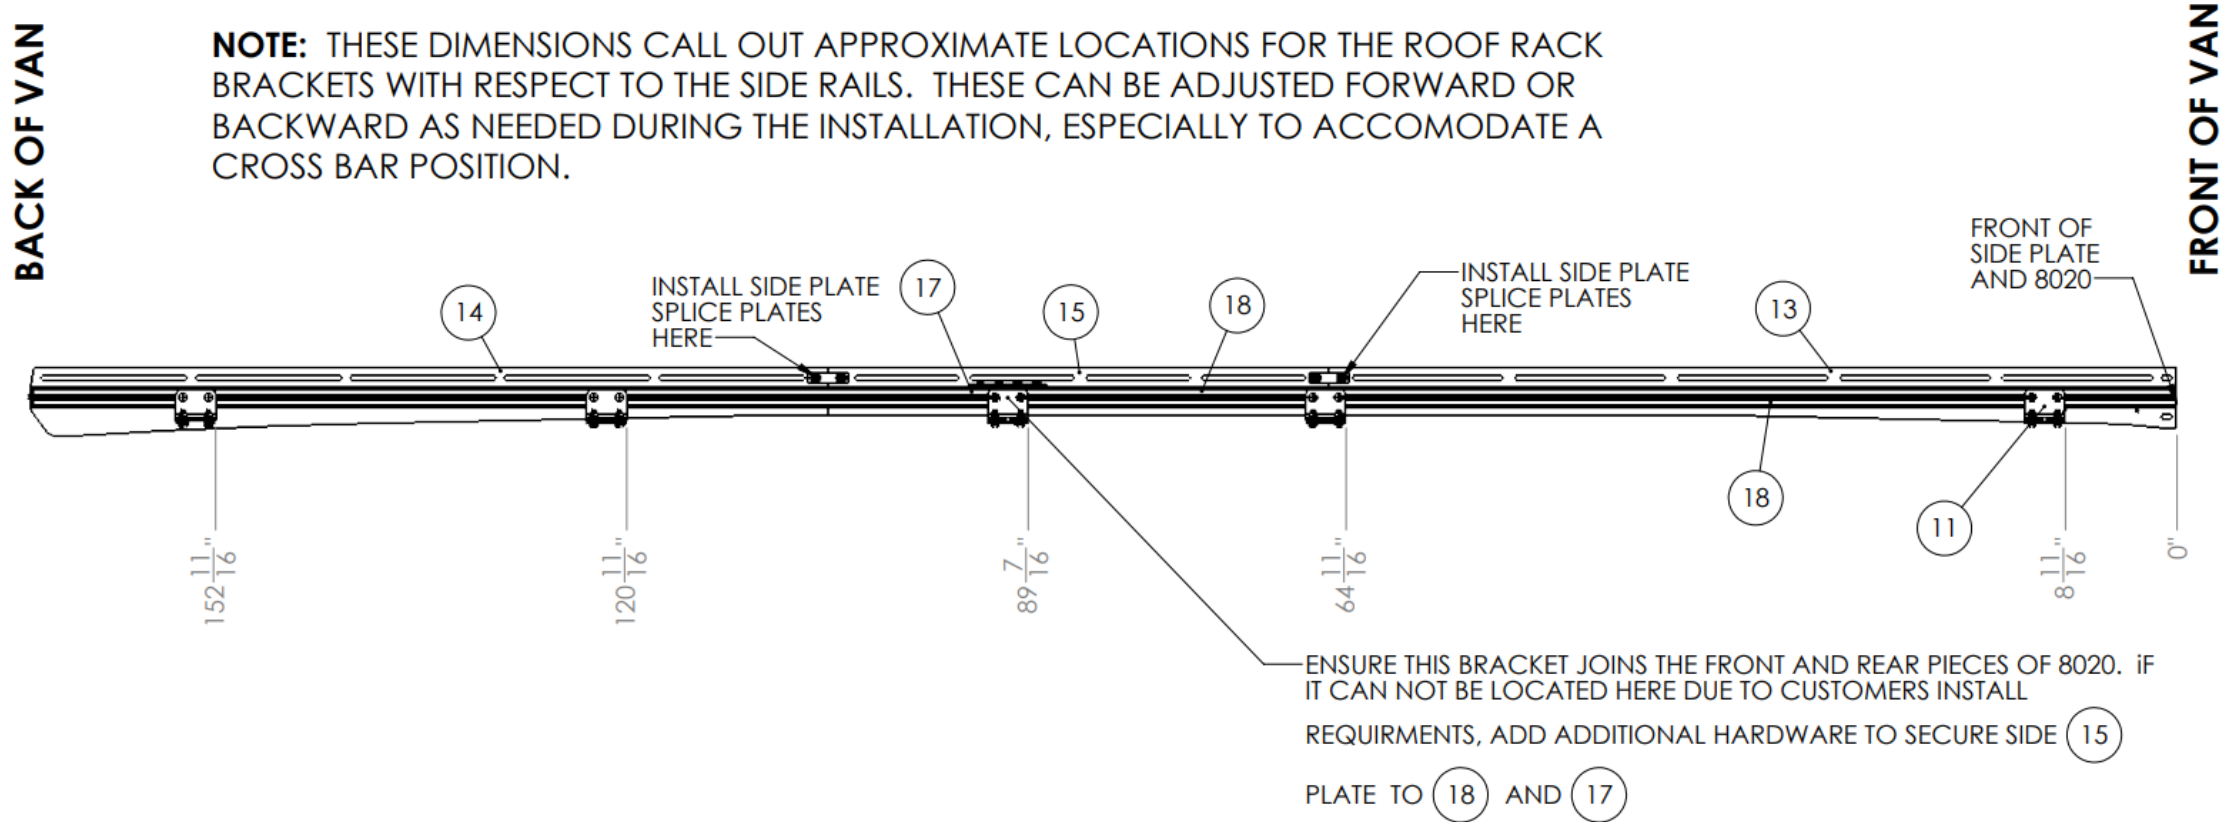 BACK OF VAN
NOTE: THESE DIMENSIONS CALL OUT APPROXIMATE LOCATIONS FOR THE ROOF RACK
BRACKETS WITH RESPECT TO THE SIDE RAILS. THESE CAN BE ADJUSTED FORWARD OR
BACKWARD AS NEEDED DURING THE INSTALLATION, ESPECIALLY TO ACCOMODATE A
CROSS BAR POSITION.
FRONT OF VAN
FRONT OF
SIDE PLATE
AND 8020
14
INSTALL SIDE PLATE
SPLICE PLATES
HERE
17
15
18
INSTALL SIDE PLATE
SPLICE PLATES
HERE
13
18
11
152 11/16"
120 11/16"
89 7/16"
64 11/16"
8 11/16"
0"
ENSURE THIS BRACKET JOINS THE FRONT AND REAR PIECES OF 8020. iF
IT CAN NOT BE LOCATED HERE DUE TO CUSTOMERS INSTALL
REQUIRMENTS, ADD ADDITIONAL HARDWARE TO SECURE SIDE 15
PLATE TO 18 AND 17